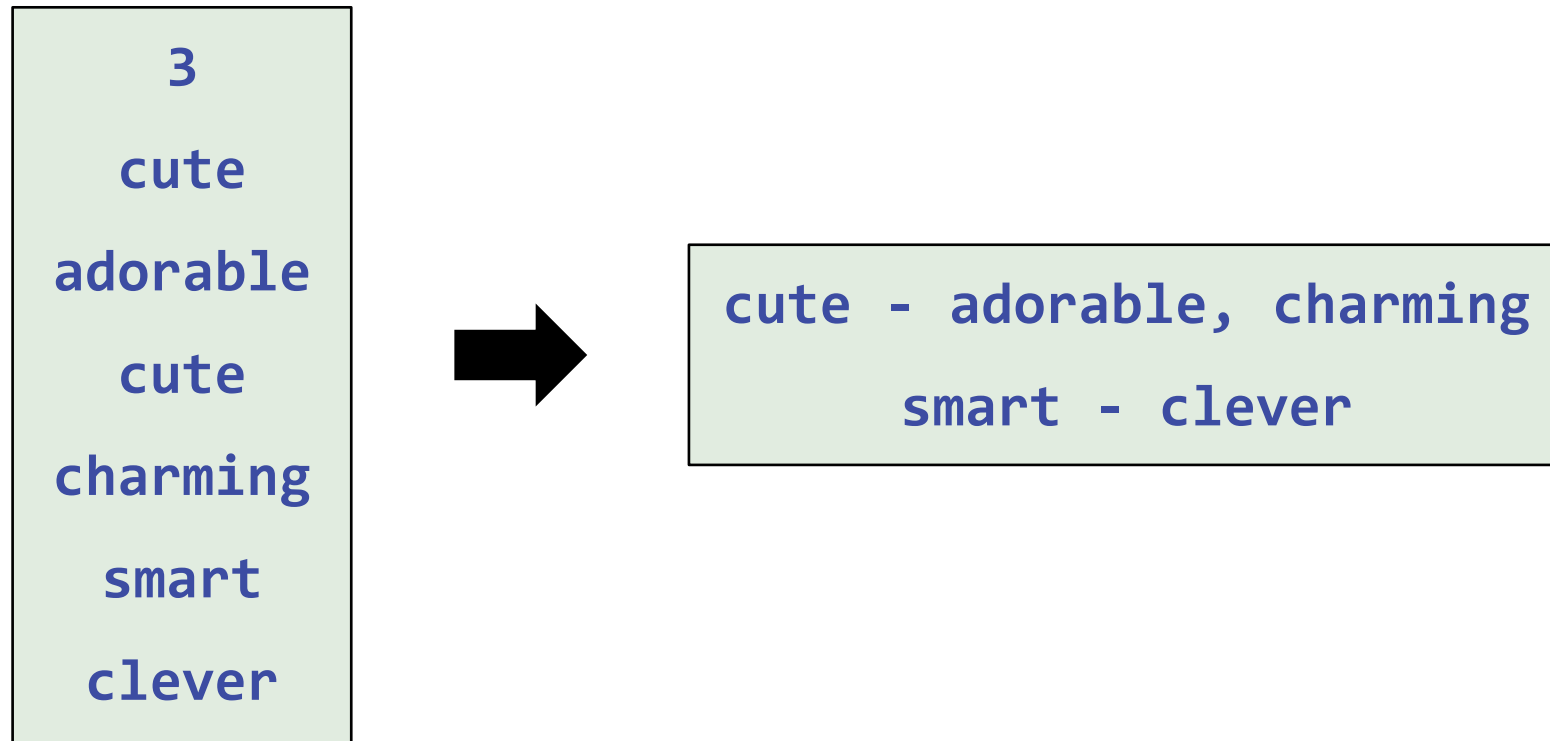 3
cute
adorable
cute
charming
smart
clever
cute - adorable, charming
smart - clever